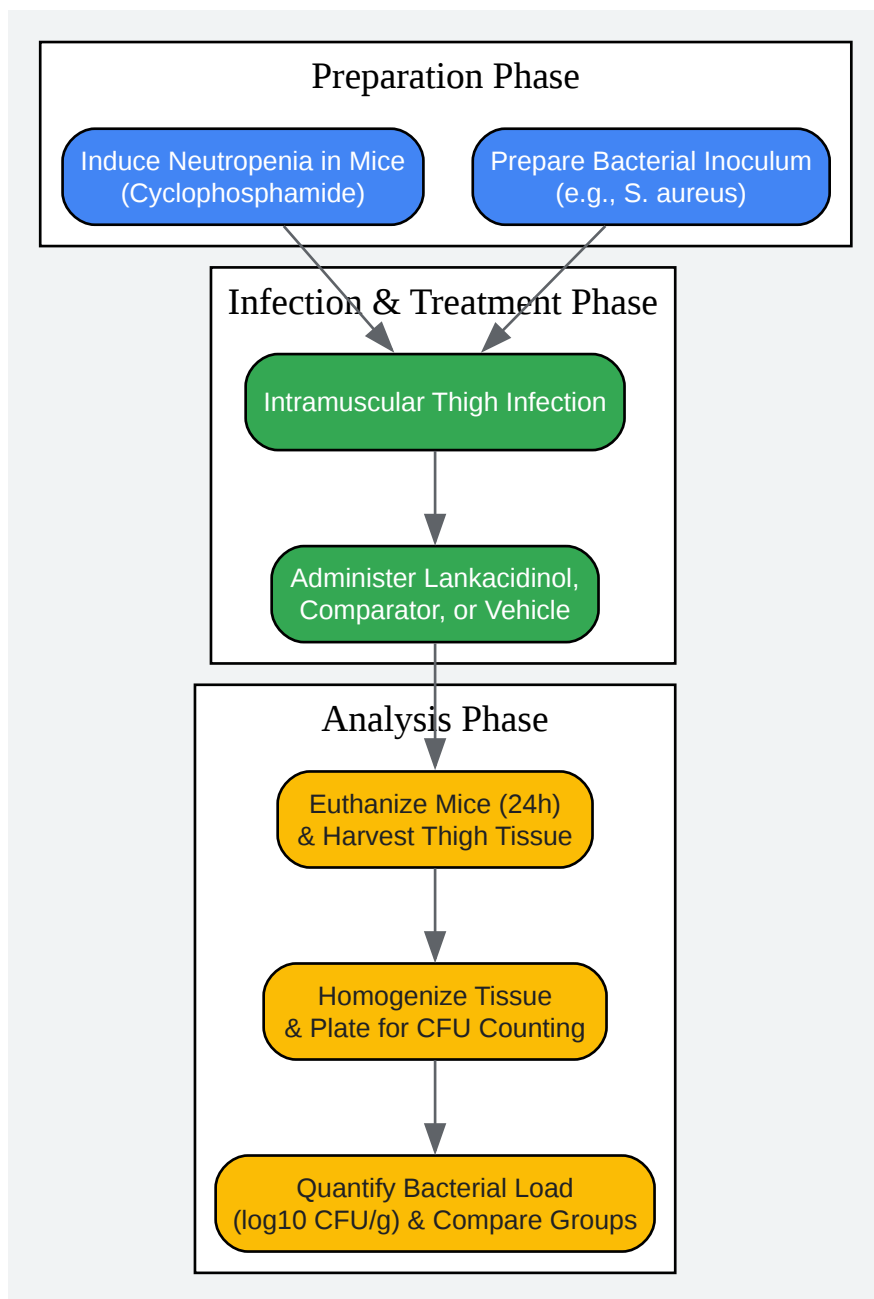 Preparation Phase
Induce Neutropenia in Mice
(Cyclophosphamide)
Prepare Bacterial Inoculum
(e.g., S. aureus)
Infection & Treatment Phase
Intramuscular Thigh Infection
Administer Lankacidinol,
Comparator, or Vehicle
Analysis Phase
Euthanize Mice (24h)
& Harvest Thigh Tissue
Homogenize Tissue
& Plate for CFU Counting
Quantify Bacterial Load
(log10 CFU/g) & Compare Groups